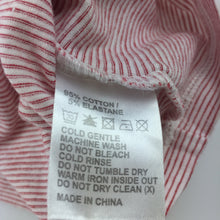 95% COTTON /
5% ELASTANE
COLD GENTLE
MACHINE WASH
DO NOT BLEACH
COLD RINSE
DO NOT TUMBLE DRY
WARM IRON INSIDE OUT
DO NOT DRY CLEAN (X)
MADE IN CHINA